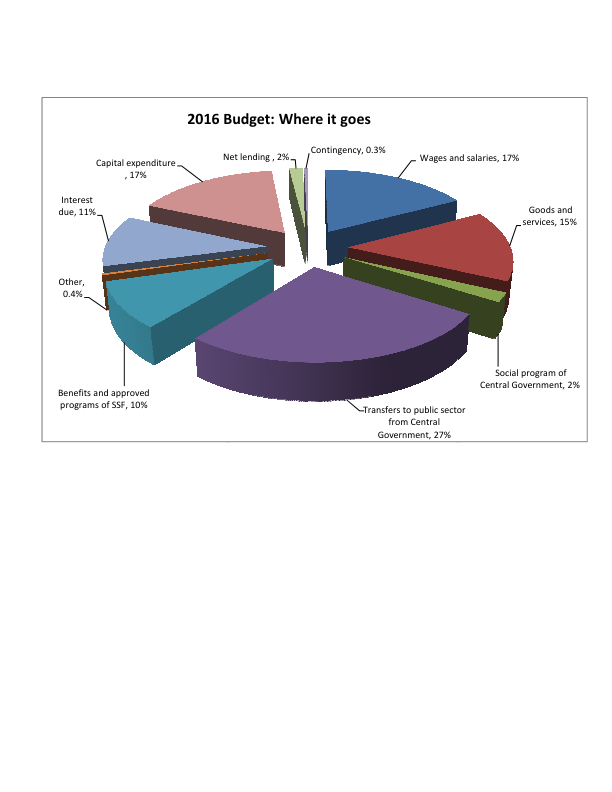 2016 Budget: Where it goes
Contingency, 0.3%
Net lending , 2%
Wages and salaries, 17%
Capital expenditure
, 17%
Interest
due, 11%
Goods and
services, 15%
Other,
0.4%
Social program of
Central Government, 2%
Benefits and approved
programs of SSF, 10%
Transfers to public sector
from Central
Government, 27%